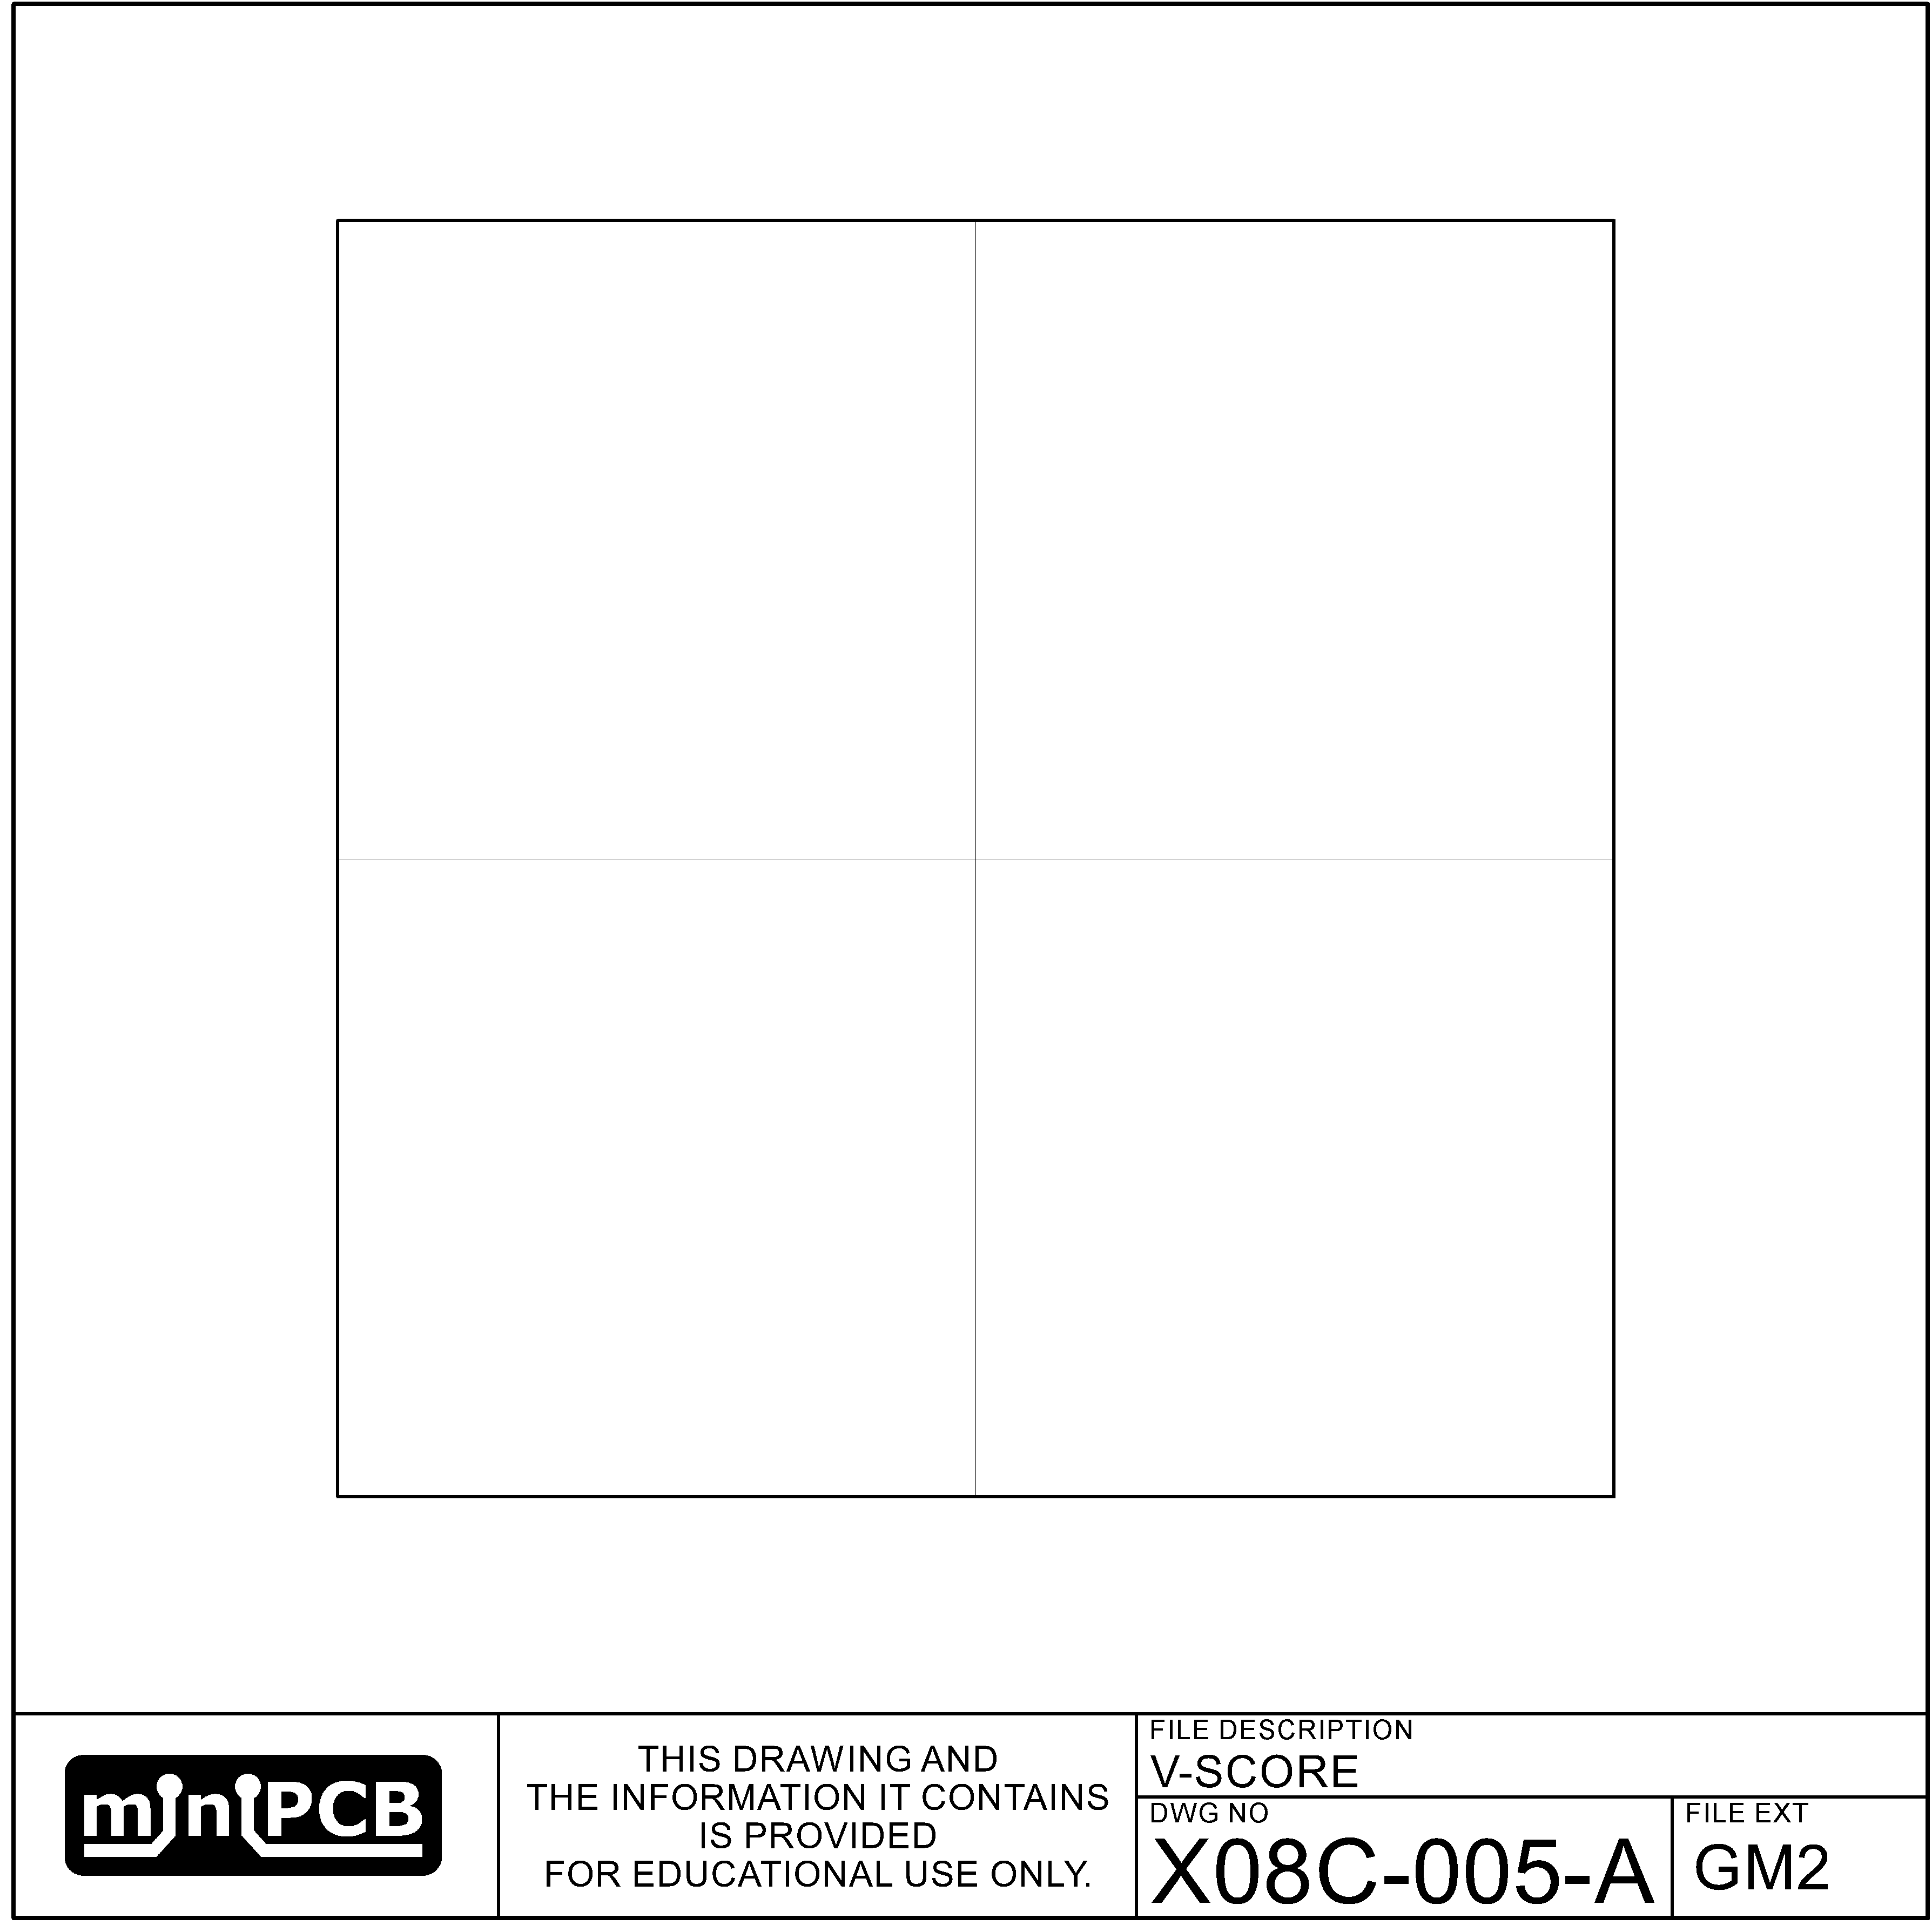 miniPCB
THIS DRAWING AND
THE INFORMATION IT CONTAINS
IS PROVIDED
FOR EDUCATIONAL USE ONLY.
FILE DESCRIPTION
V-SCORE
DWG NO
X08C-005-A
FILE EXT
GM2